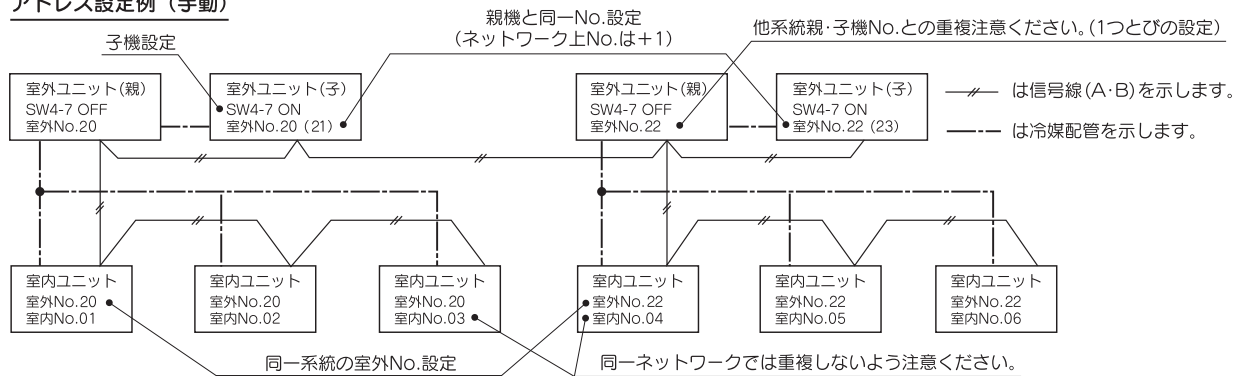 アドレス設定例（手動）
子機設定
親機と同一No.設定
（ネットワーク上No.は＋1）
他系統親・子機No.との重複注意ください。(1つとびの設定)
室外ユニット(親)
SW4-7 OFF
室外No.20
室外ユニット(子)
SW4-7 ON
室外No.20 (21)
室外ユニット(親)
SW4-7 OFF
室外No.22
室外ユニット(子)
SW4-7 ON
室外No.22 (23)
は信号線(A・B)を示します。
は冷媒配管を示します。
室内ユニット
室外No.20
室内No.01
室内ユニット
室外No.20
室内No.02
室内ユニット
室外No.20
室内No.03
室内ユニット
室外No.22
室内No.04
室内ユニット
室外No.22
室内No.05
室内ユニット
室外No.22
室内No.06
同一系統の室外No.設定
同一ネットワークでは重複しないよう注意ください。